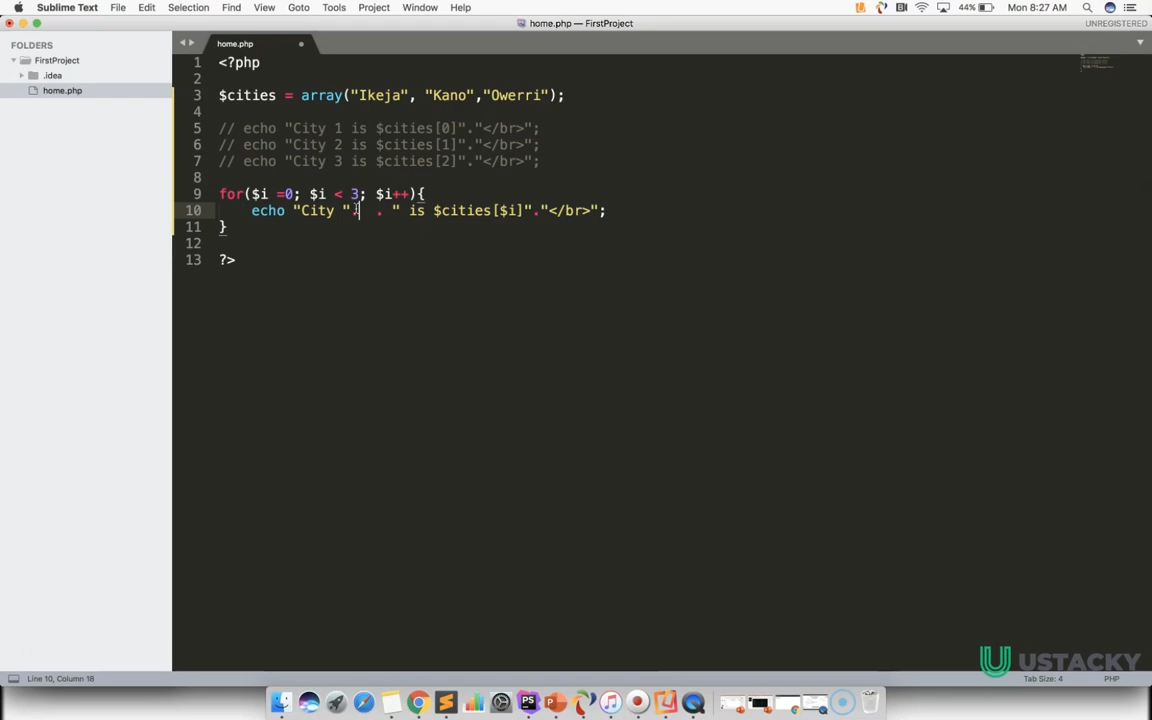 Sublime Text File Edit Selection Find View Goto Tools Project Window Help 44% Mon 8:27 AM
home.php — FirstProject UNREGISTERED
FOLDERS
FirstProject
.idea
home.php
home.php
1 <?php
2
3 $cities = array("Ikeja", "Kano","Owerri");
4
5 // echo "City 1 is $cities[0]"."</br>";
6 // echo "City 2 is $cities[1]"."</br>";
7 // echo "City 3 is $cities[2]"."</br>";
8
9 for($i =0; $i < 3; $i++){
10 echo "City ".  . " is $cities[$i]"."</br>";
11 }
12
13 ?>
USTACKY
Line 10, Column 18 Tab Size: 4 PHP